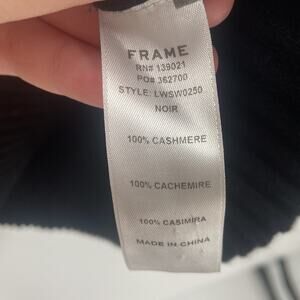 FRAME
RN# 139021
PO# 362700
STYLE: LWSW0250
NOIR
100% CASHMERE
100% CACHEMIRE
100% CASIMIRA
MADE IN CHINA